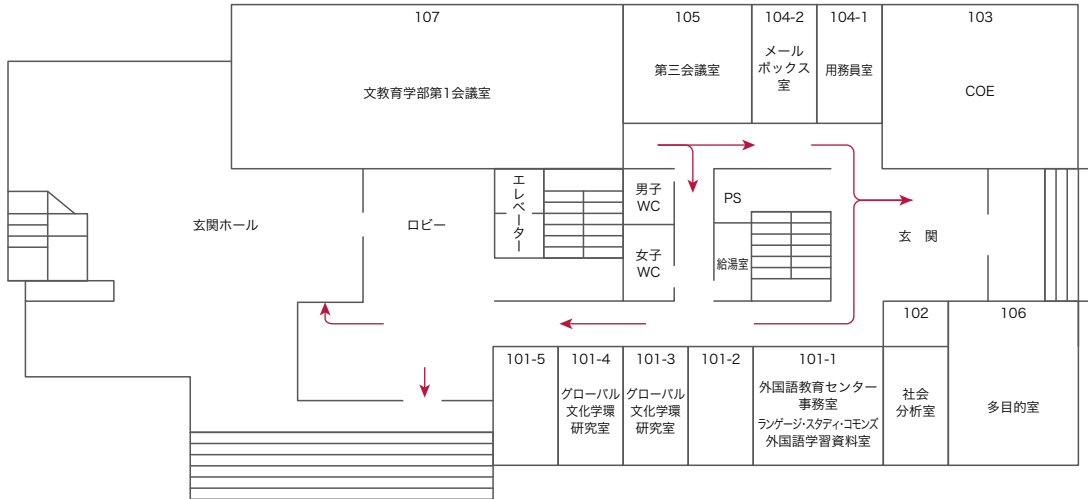 107
文教育学部第1会議室
105
第三会議室
104-2
メール
ボックス
室
104-1
用務員室
103
COE
玄関ホール
ロビー
エレベーター
男子
WC
女子
WC
PS
給湯室
玄　関
101-5
101-4
グローバル
文化学環
研究室
101-3
グローバル
文化学環
研究室
101-2
101-1
外国語教育センター
事務室
ランゲージ・スタディ・コモンズ
外国語学習資料室
102
社会
分析室
106
多目的室